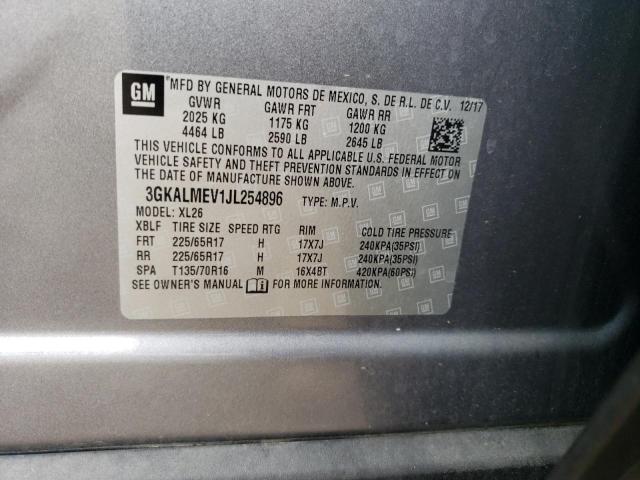 GM
MFD BY GENERAL MOTORS DE MEXICO, S. DE R.L. DE C.V. 12/17
GVWR GAWR FRT GAWR RR
2025 KG 1175 KG 1200 KG
4464 LB 2590 LB 2645 LB
THIS VEHICLE CONFORMS TO ALL APPLICABLE U.S. FEDERAL MOTOR
VEHICLE SAFETY AND THEFT PREVENTION STANDARDS IN EFFECT ON
THE DATE OF MANUFACTURE SHOWN ABOVE.
3GKALMEV1JL254896 TYPE: M.P.V.
MODEL: XL26
XBLF TIRE SIZE SPEED RTG RIM COLD TIRE PRESSURE
FRT 225/65R17 H 17X7J 240KPA(35PSI)
RR 225/65R17 H 17X7J 240KPA(35PSI)
SPA T135/70R16 M 16X4BT 420KPA(60PSI)
SEE OWNER'S MANUAL FOR MORE INFORMATION.